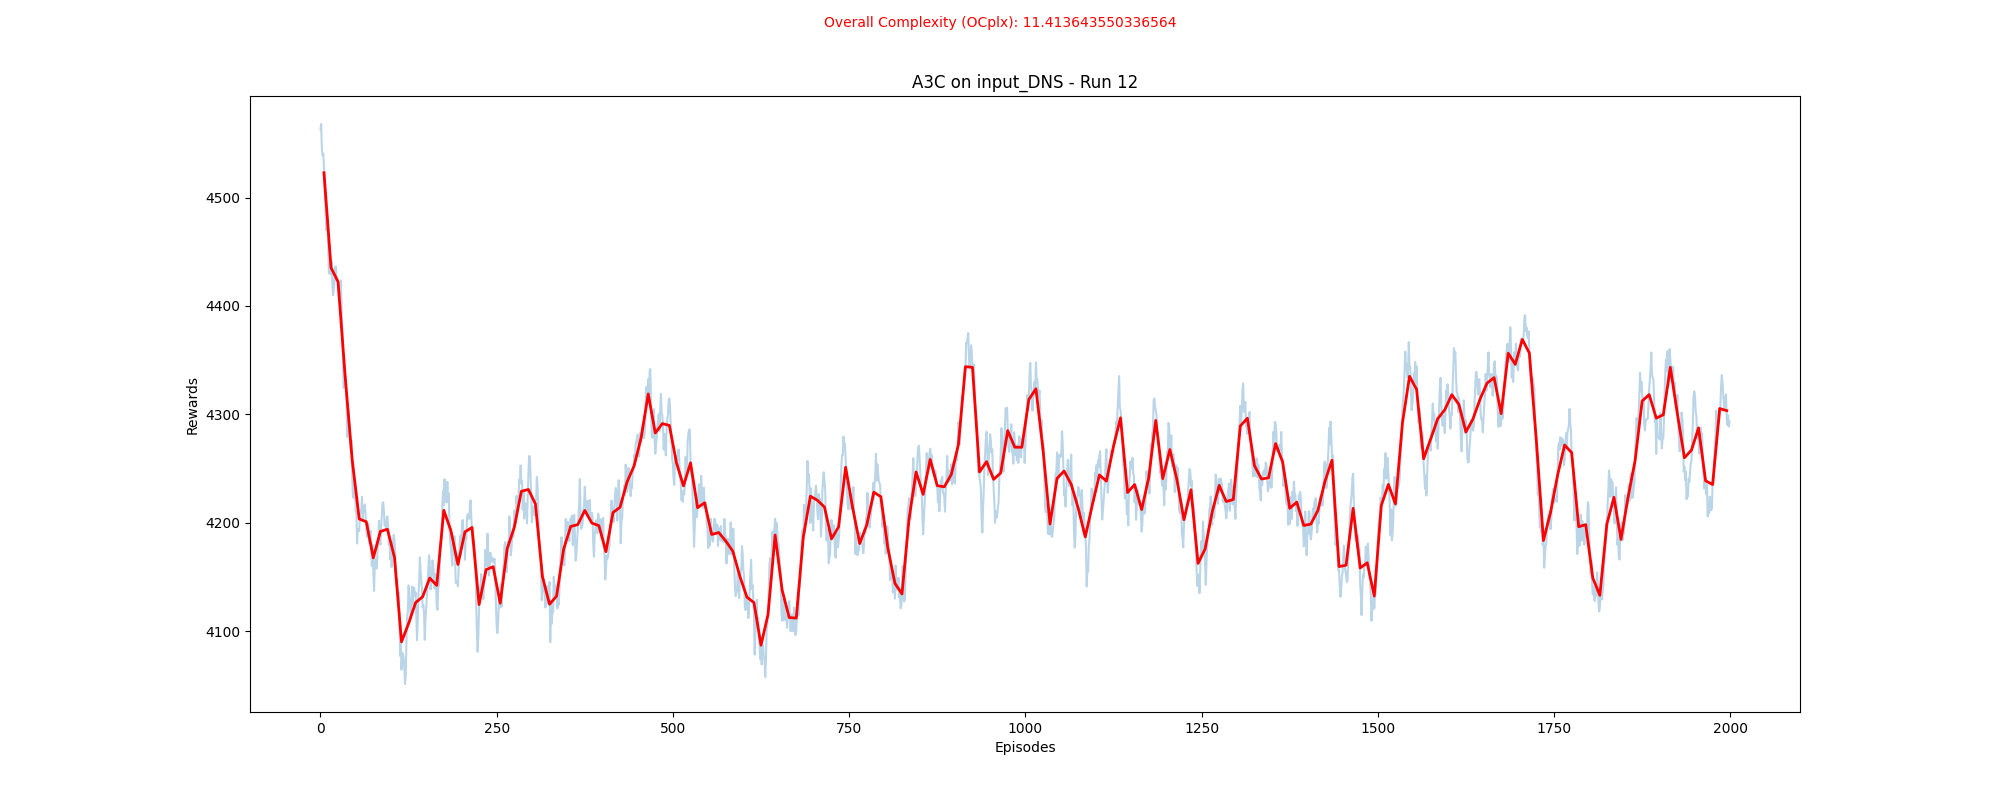 Overall Complexity (OCplx): 11.413643550336564
A3C on input_DNS - Run 12
4500
4400
4300
4200
4100
Rewards
0 250 500 750 1000 1250 1500 1750 2000
Episodes